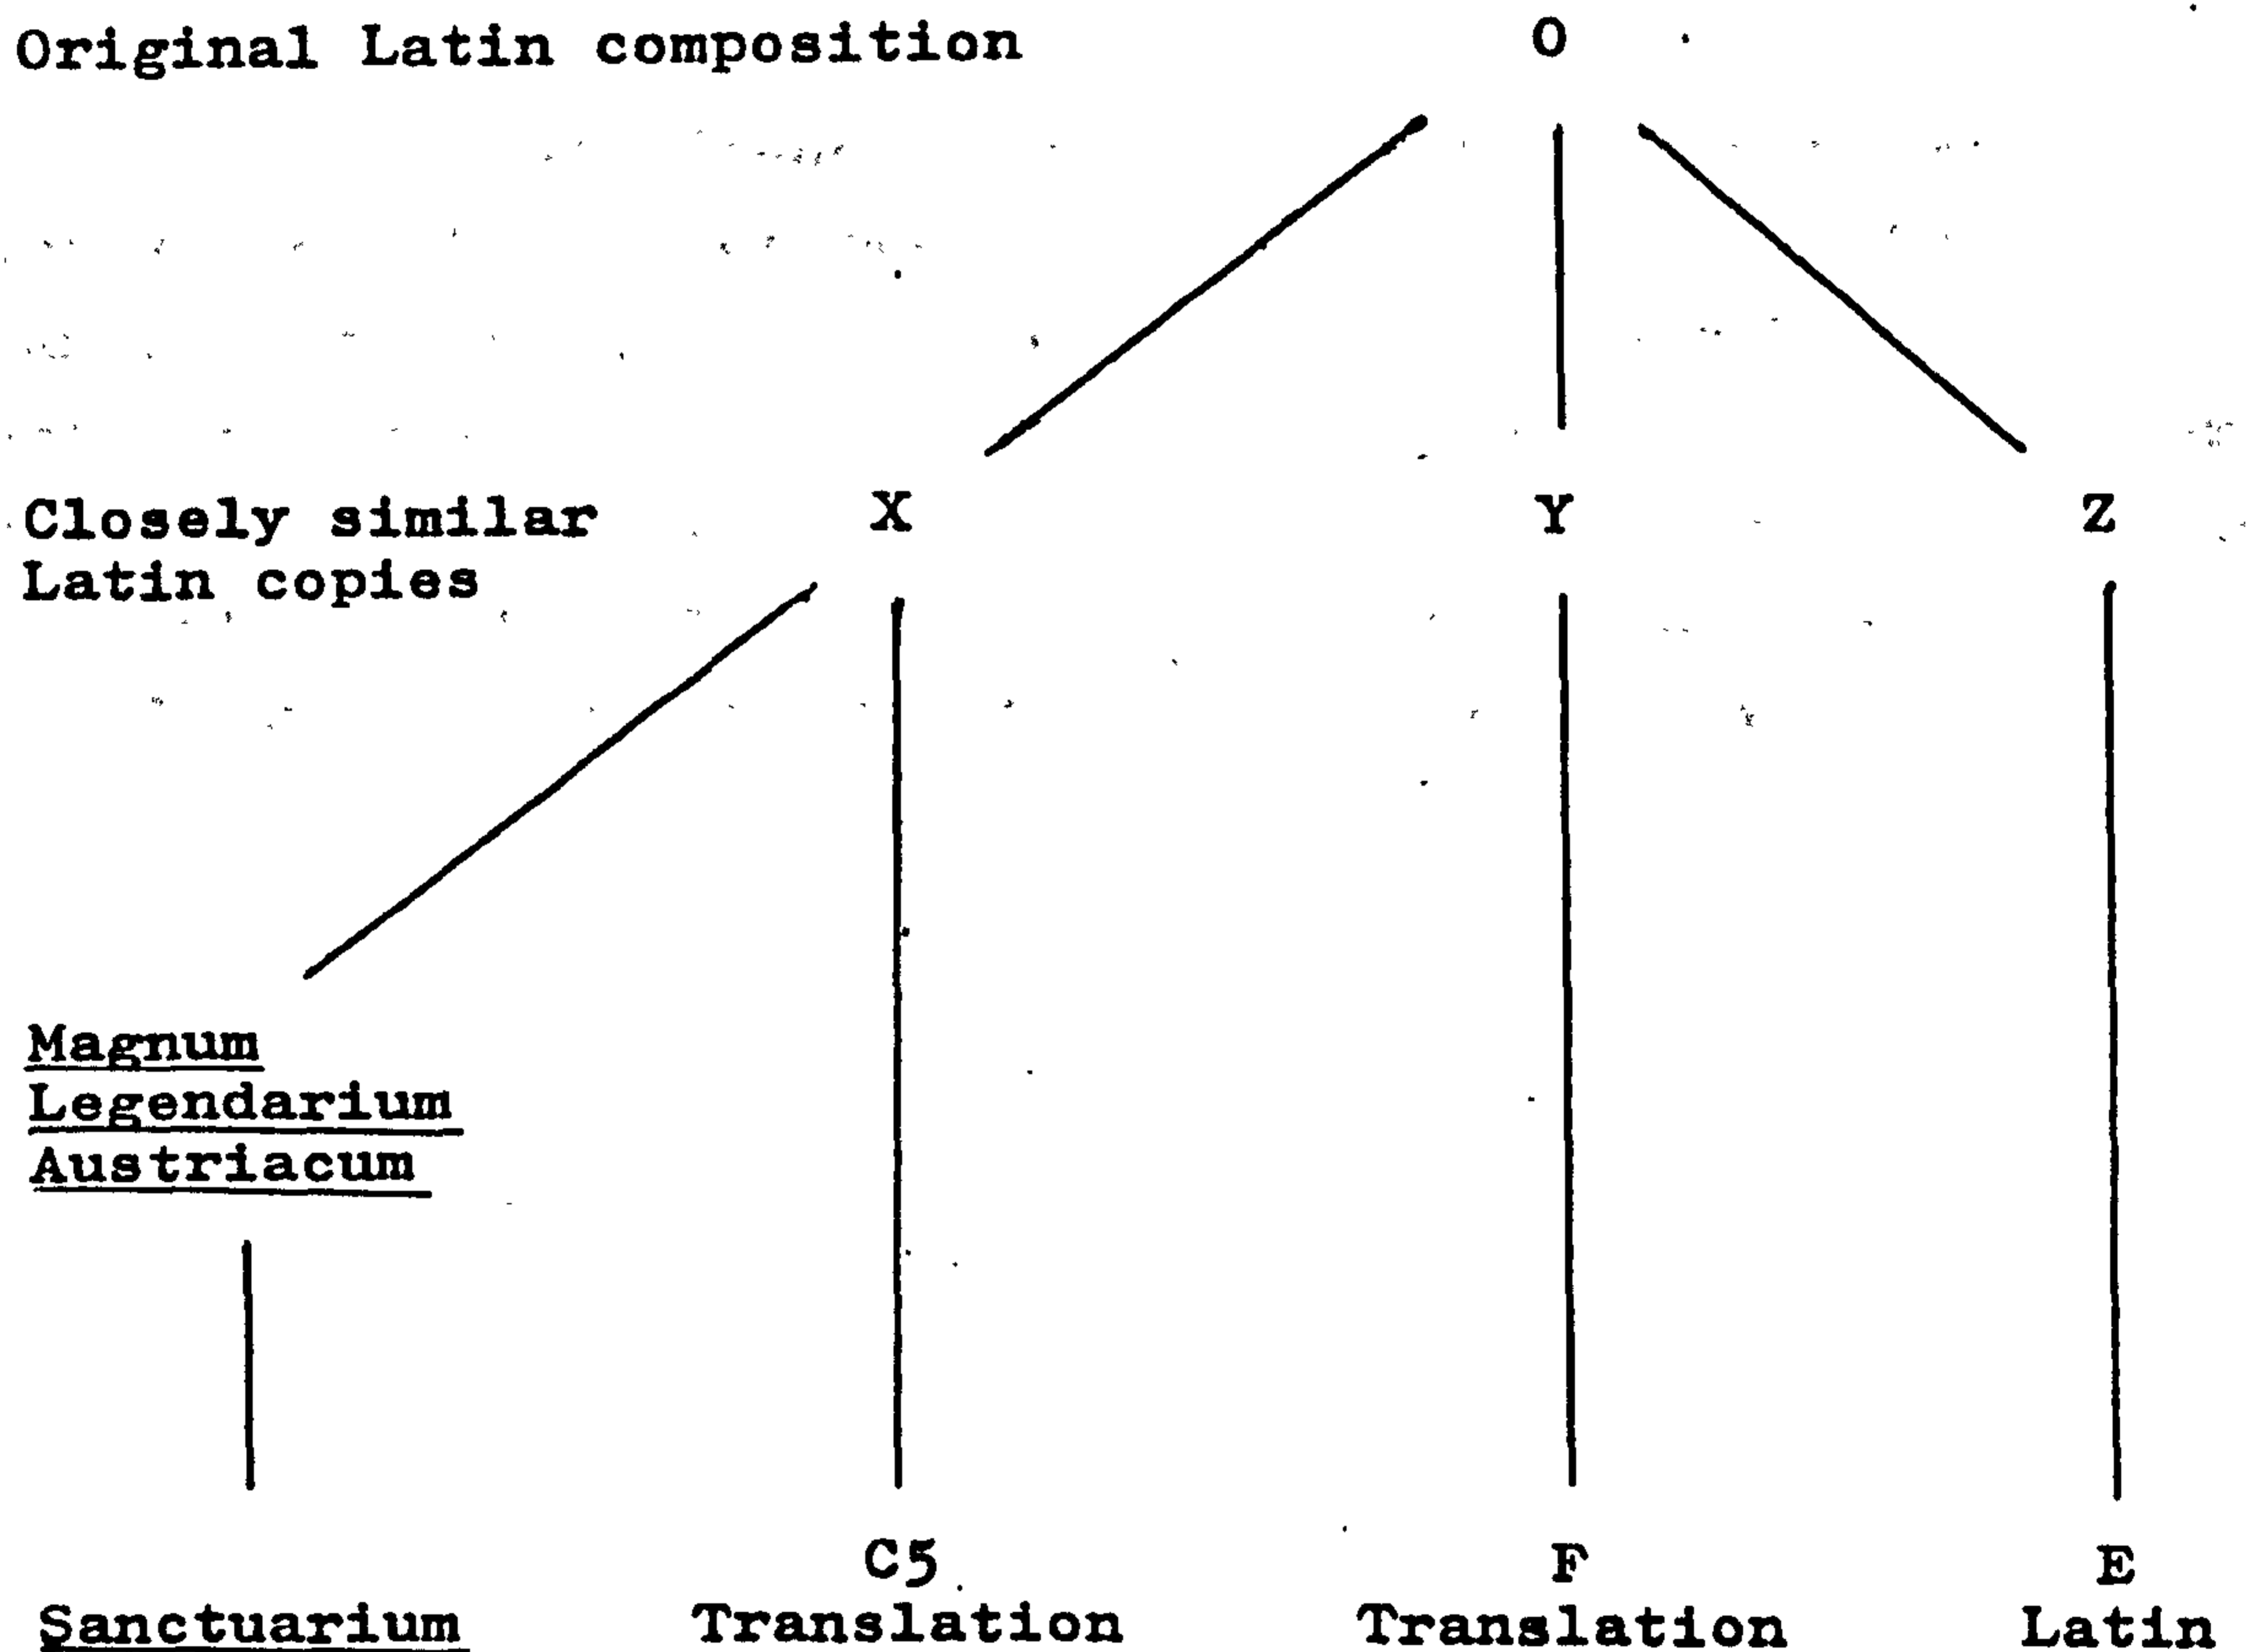 Original Latin composition O
Closely similar X Y Z
Latin copies
Magnum
Legendarium
Austriacum
C5 F E
Sanctuarium Translation Translation Latin